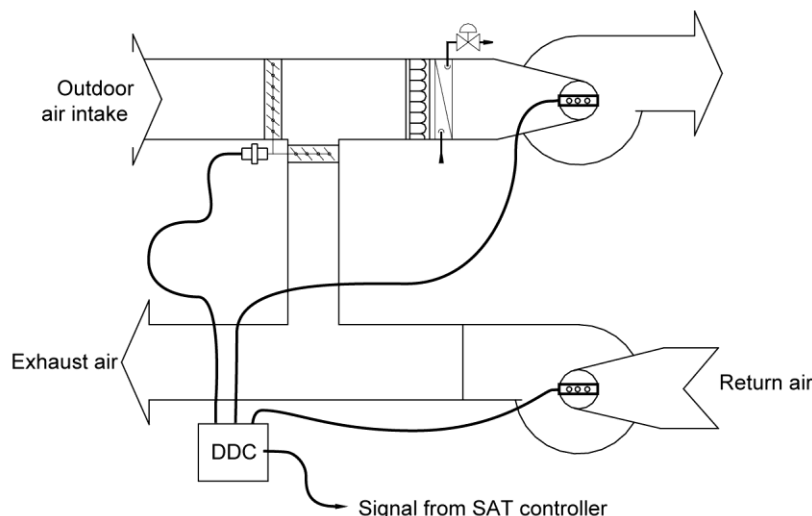 Outdoor
air intake
Exhaust air
Return air
DDC
Signal from SAT controller